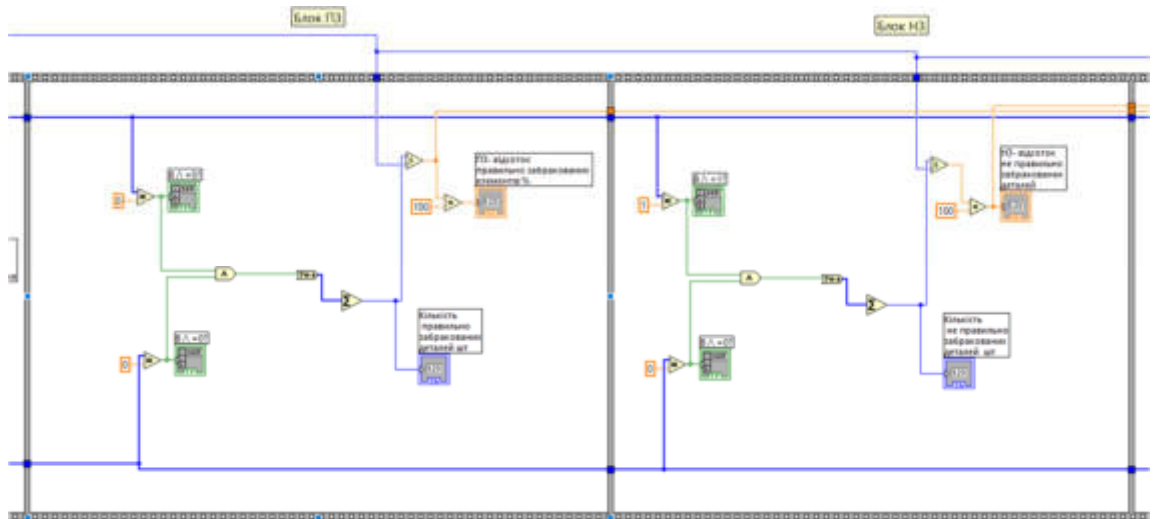 Блок ПЗ
Блок НЗ
ПЗ- відсоток
правильно забракованих
елементів %
НЗ- відсоток
не правильно
забракованих
деталей
0
1
100
100
Кількість
правильно
забракованих
деталей шт
Кількість
не правильно
забракованих
деталей шт
0
0